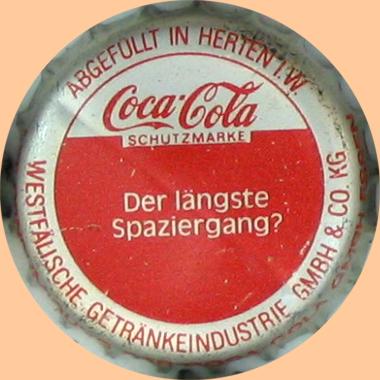 ABGEFÜLLT IN HERTEN I.W.
Coca-Cola
SCHUTZMARKE
Der längste
Spaziergang?
WESTFÄLISCHE GETRÄNKEINDUSTRIE GMBH & CO. KG